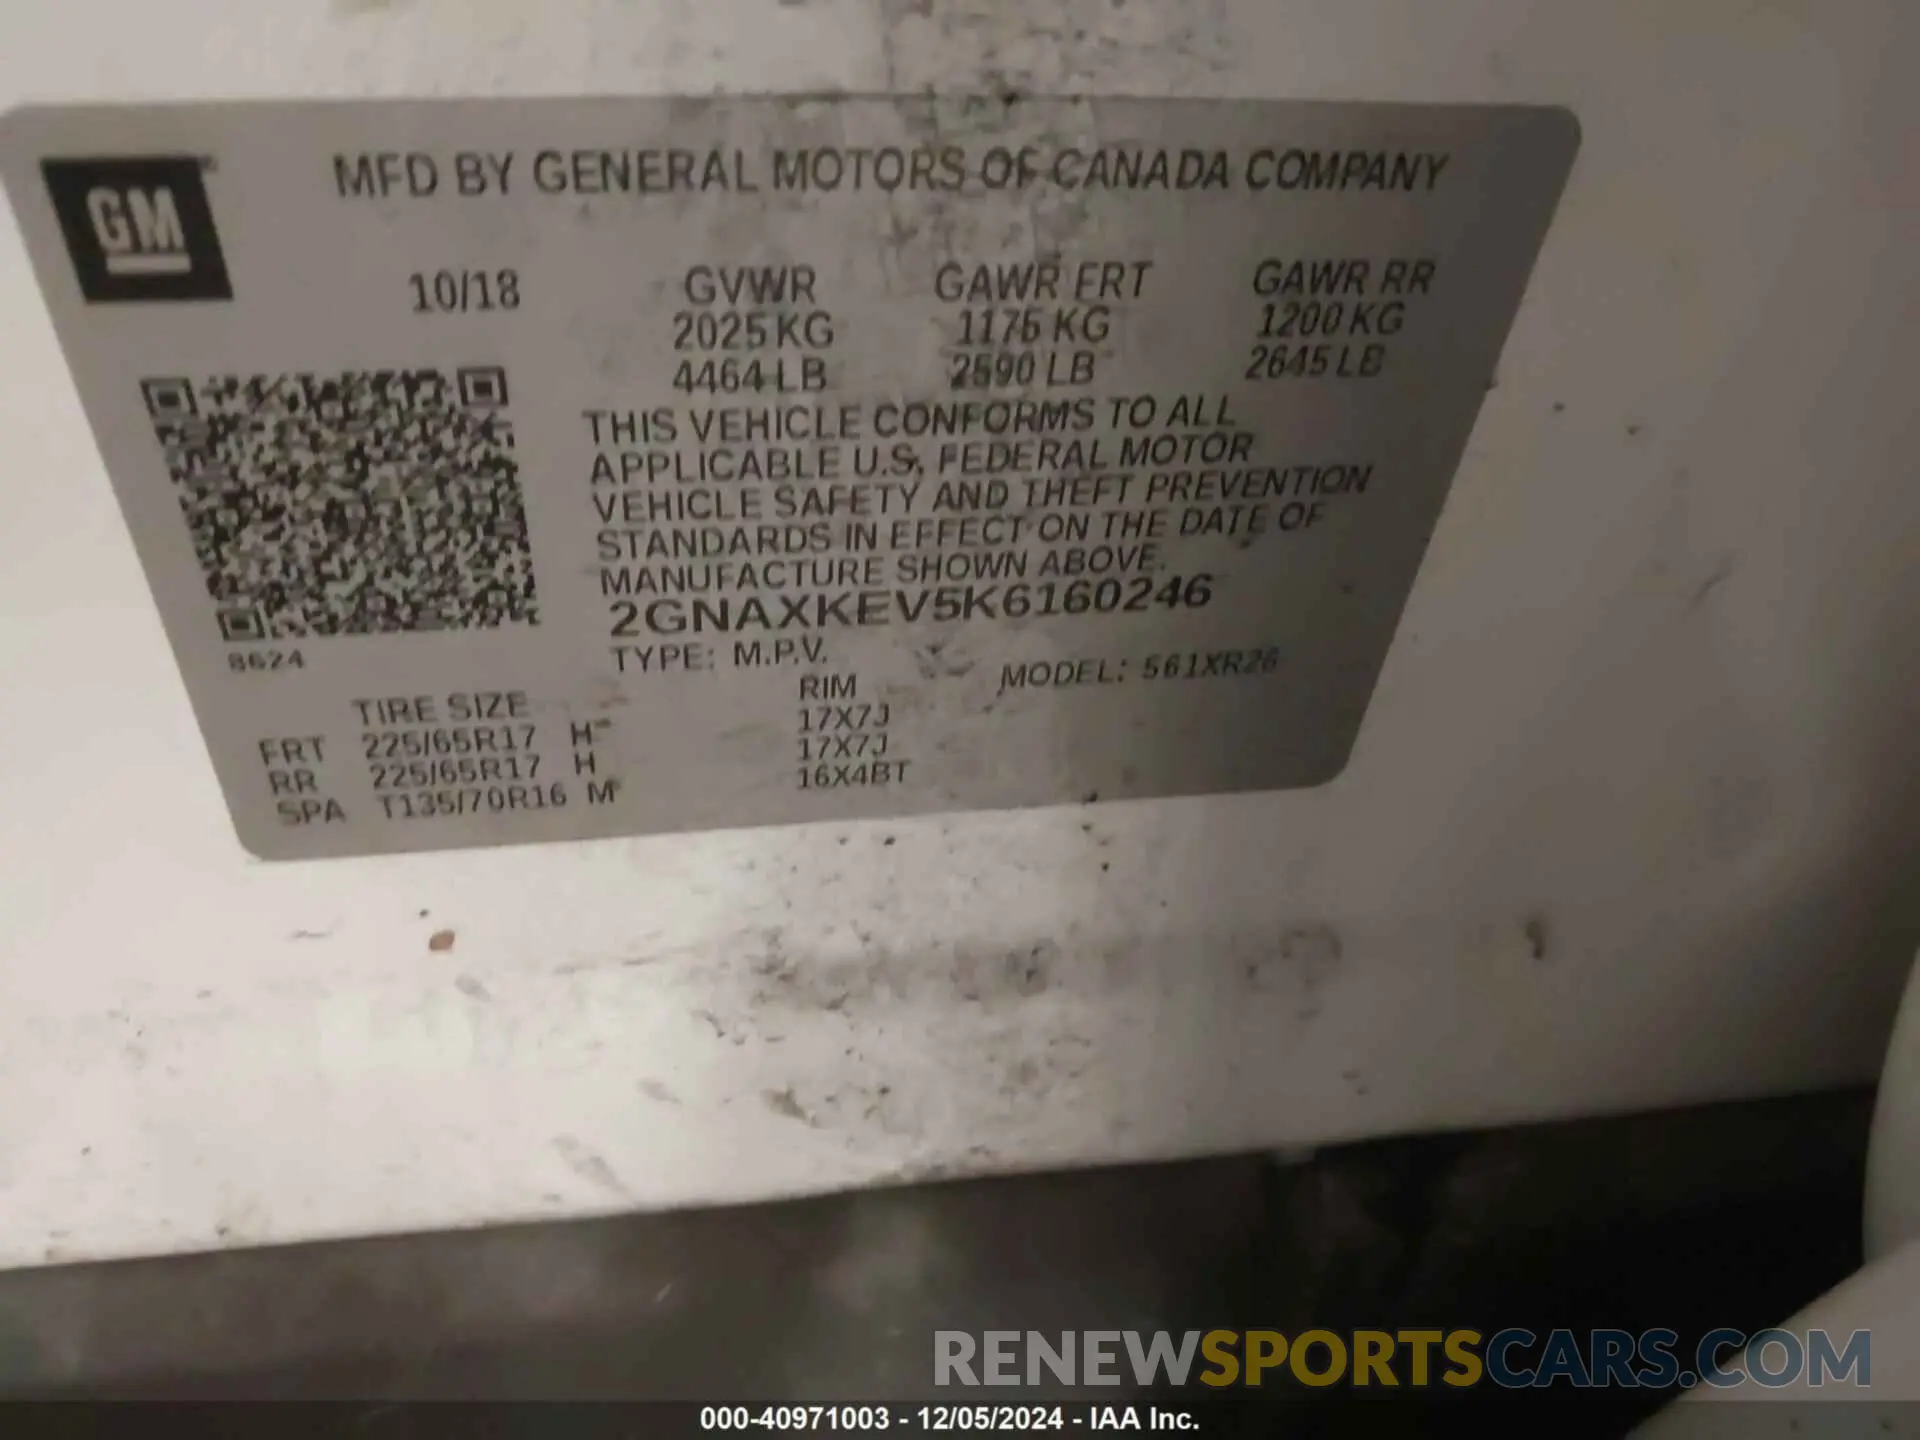 GM
MFD BY GENERAL MOTORS OF CANADA COMPANY
10/18 GVWR GAWR FRT GAWR RR
2025 KG 1175 KG 1200 KG
4464 LB 2590 LB 2645 LB
THIS VEHICLE CONFORMS TO ALL
APPLICABLE U.S. FEDERAL MOTOR
VEHICLE SAFETY AND THEFT PREVENTION
STANDARDS IN EFFECT ON THE DATE OF
MANUFACTURE SHOWN ABOVE.
2GNAXKEV5K6160246
8624
TYPE: M.P.V. MODEL: 561XR26
TIRE SIZE RIM
FRT 225/65R17 H 17X7J
RR 225/65R17 H 17X7J
SPA T135/70R16 M 16X4BT
RENEWSPORTSCARS.COM
000-40971003 - 12/05/2024 - IAA Inc.